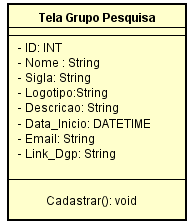 Tela Grupo Pesquisa
- ID: INT
- Nome : String
- Sigla: String
- Logotipo:String
- Descricao: String
- Data_Inicio: DATETIME
- Email: String
- Link_Dgp: String
Cadastrar(): void